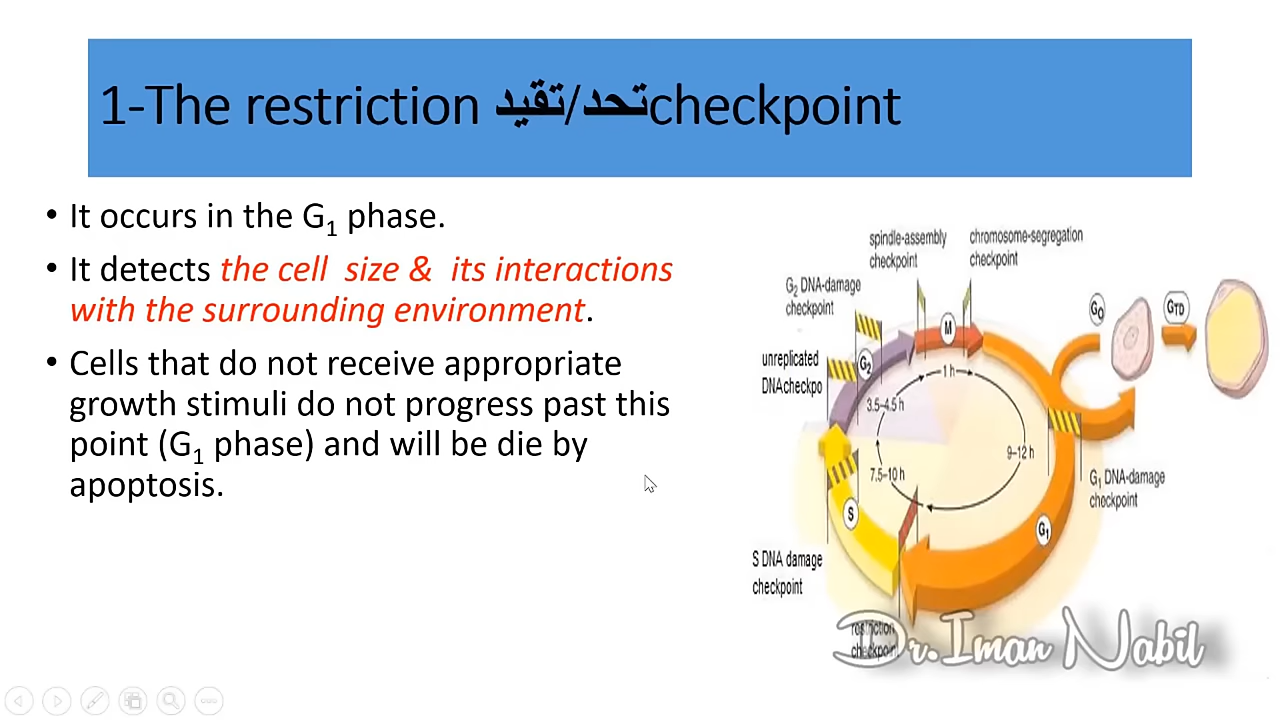 1-The restriction تحد/تقيد checkpoint
• It occurs in the G₁ phase.
• It detects the cell size & its interactions
with the surrounding environment.
• Cells that do not receive appropriate
growth stimuli do not progress past this
point (G₁ phase) and will be die by
apoptosis.
spindle-assembly
checkpoint
chromosome-segregation
checkpoint
G₂ DNA-damage
checkpoint
unreplicated
DNAcheckpo
M
G₂
G₀
GTD
1 h
3.5–4.5 h
9–12 h
7.5–10 h
G₁ DNA-damage
checkpoint
S
G₁
S DNA damage
checkpoint
restriction
checkpoint
Dr.Iman Nabil